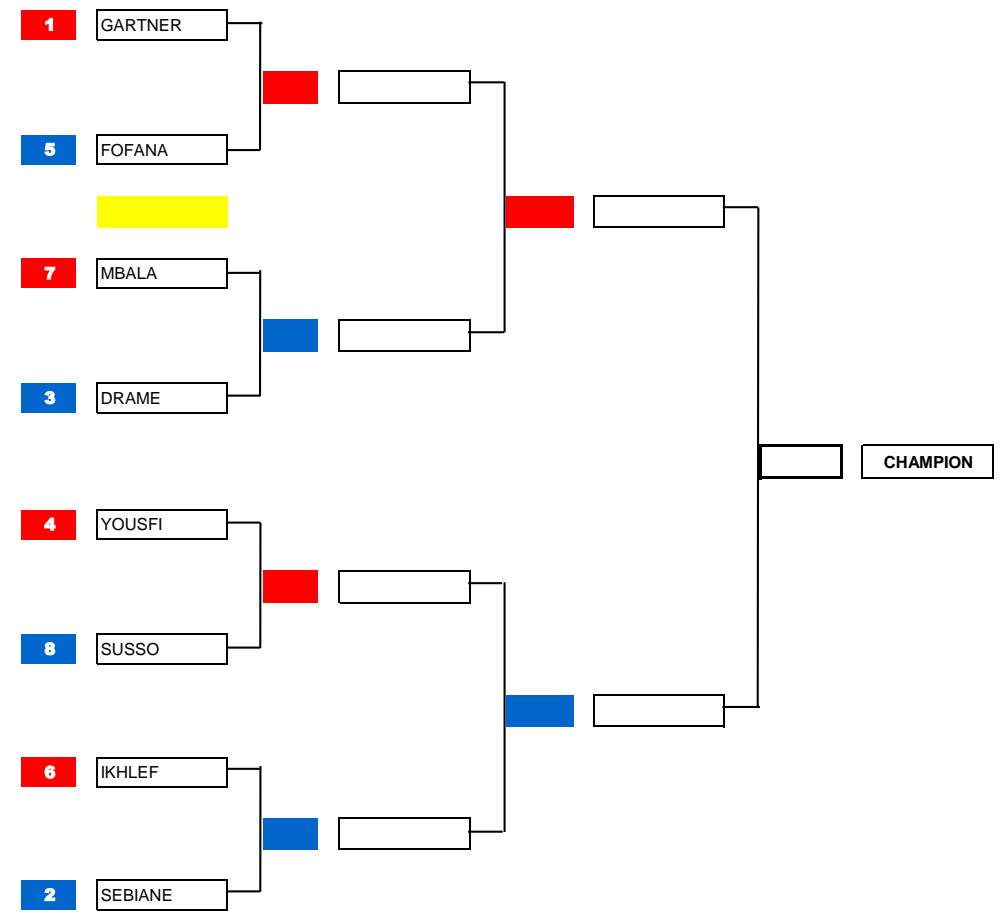 1 GARTNER
5 FOFANA
7 MBALA
3 DRAME
CHAMPION
4 YOUSFI
8 SUSSO
6 IKHLEF
2 SEBIANE